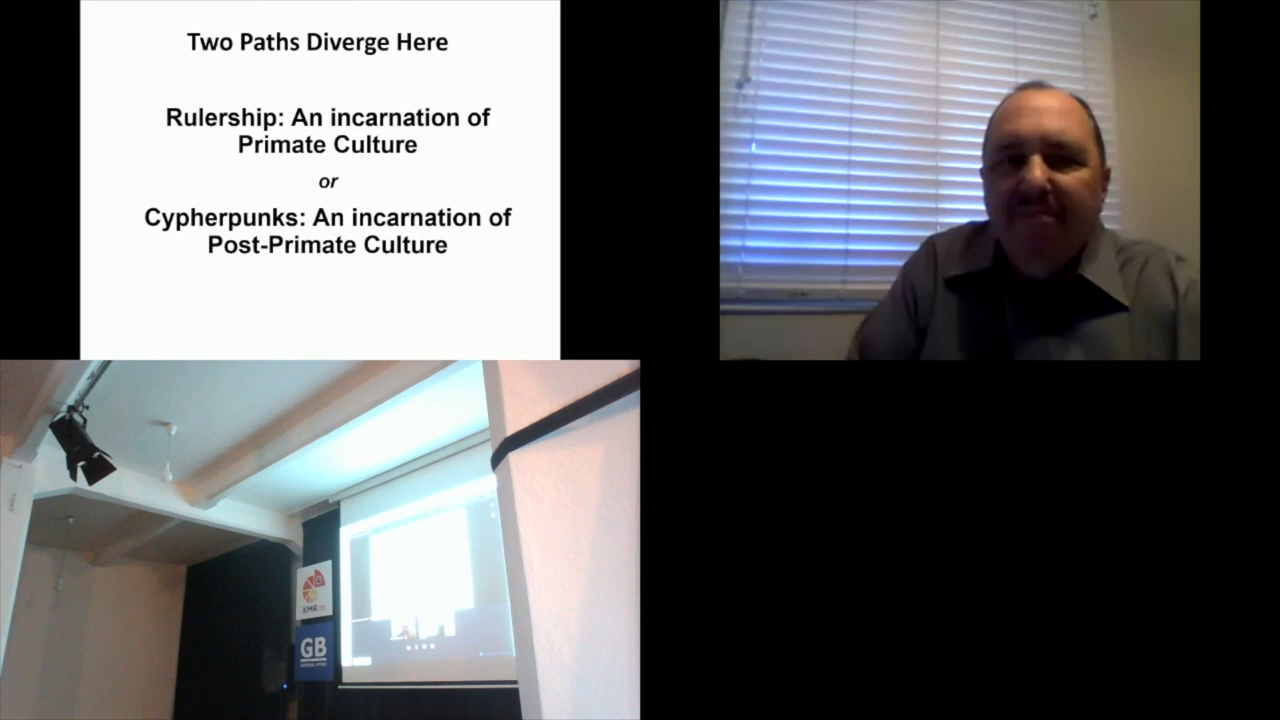 Two Paths Diverge Here
Rulership: An incarnation of
Primate Culture
or
Cypherpunks: An incarnation of
Post-Primate Culture
XMR.to
GB